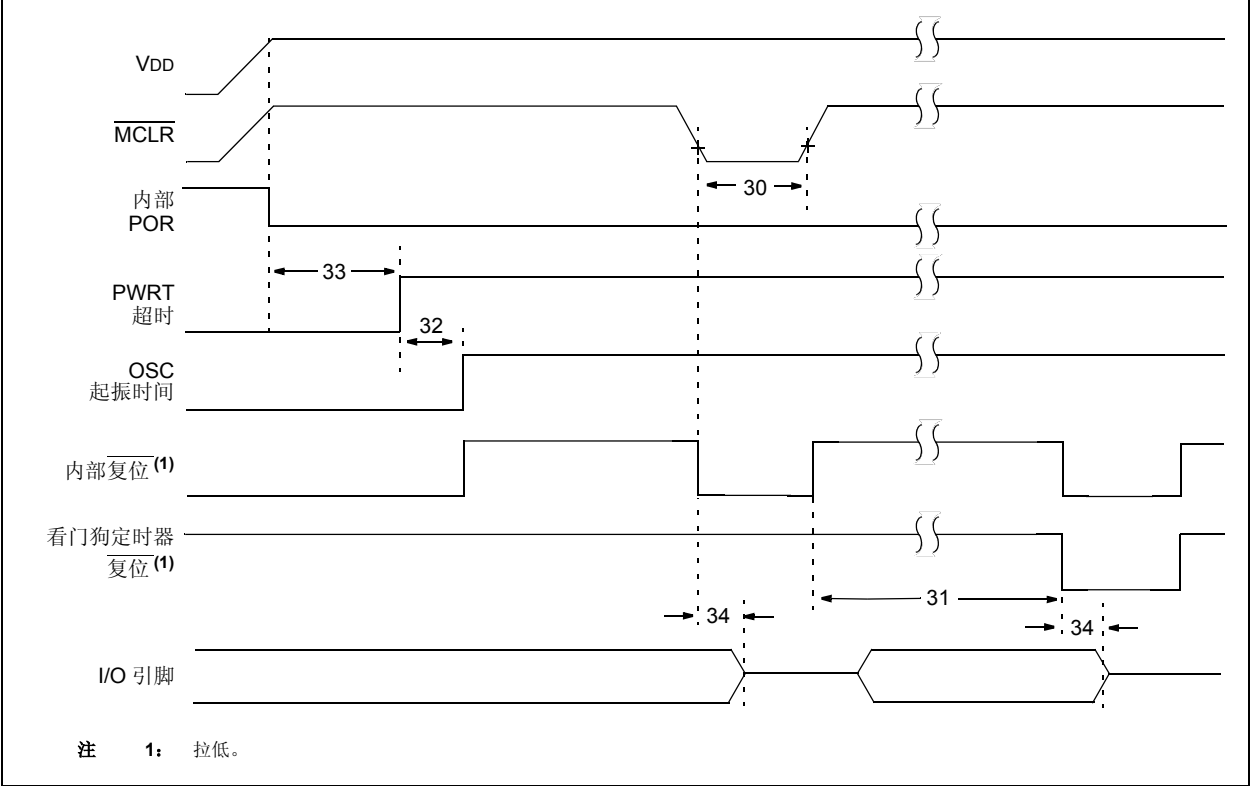 VDD
MCLR
30
内部
POR
33
PWRT
超时
32
OSC
起振时间
内部复位(1)
看门狗定时器
复位(1)
31
34
34
I/O 引脚
注 1: 拉低。